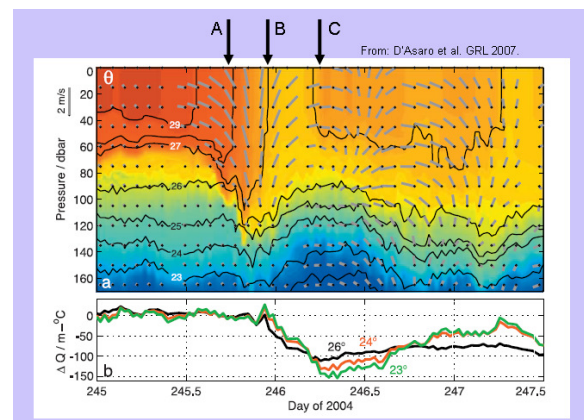 A
B
C
From: D'Asaro et al. GRL 2007.
θ
2 m/s
Pressure / dbar
0
20
40
60
80
100
120
140
160
29
27
26
25
24
23
a
Δ Q / m–°C
0
-50
-100
-150
26°
24°
23°
b
245
245.5
246
246.5
247
247.5
Day of 2004